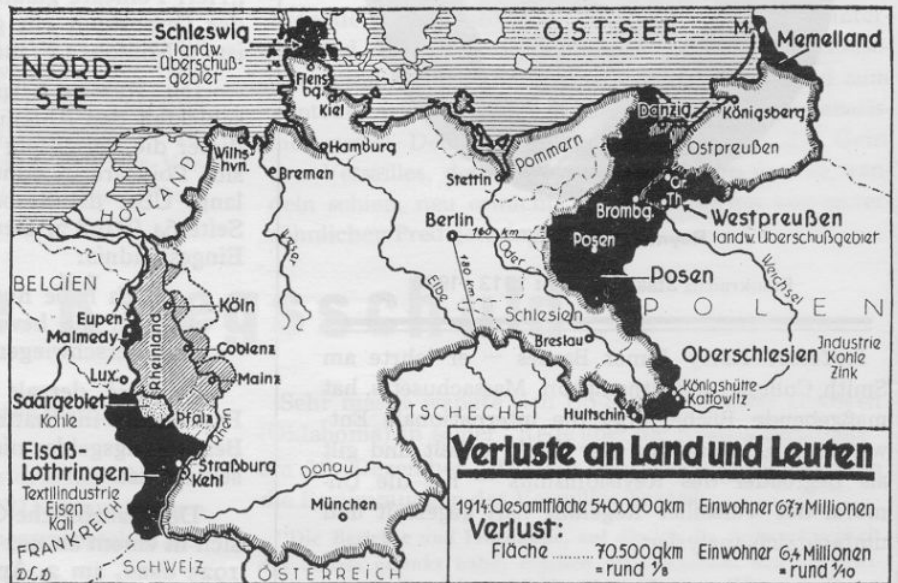 NORD-
SEE
OSTSEE
Schleswig
landw.
Überschuß-
gebiet
M.
Memelland
Flens
bg.
Kiel
Danzig
Königsberg
Wilhs
hvn.
Hamburg
Bremen
Pommern
Ostpreußen
Stettin
HOLLAND
Gr.
Th.
Bromberg.
Berlin
160 km
180 km
Westpreußen
landw. Überschußgebiet
Posen
Posen
Weser
Elbe
Oder
Weichsel
POLEN
BELGIEN
Köln
Eupen
Malmedy
Rheinland
Coblenz
Schlesien
Breslau
Oberschlesien
Industrie
Kohle
Zink
Lux.
Mainz
Saargebiet
Kohle
Pfalz
Rhein
TSCHECHEI
Königshütte
Kattowitz
Hultschin
Elsaß-
Lothringen
Textilindustrie
Eisen
Kali
Straßburg
Kehl
Donau
München
FRANKREICH
SCHWEIZ
ÖSTERREICH
DLD
Verluste an Land und Leuten
1914: Gesamtfläche 540000 qkm Einwohner 67,7 Millionen
Verlust:
Fläche ......... 70.500 qkm Einwohner 6,4 Millionen
= rund 1/8 = rund 1/10